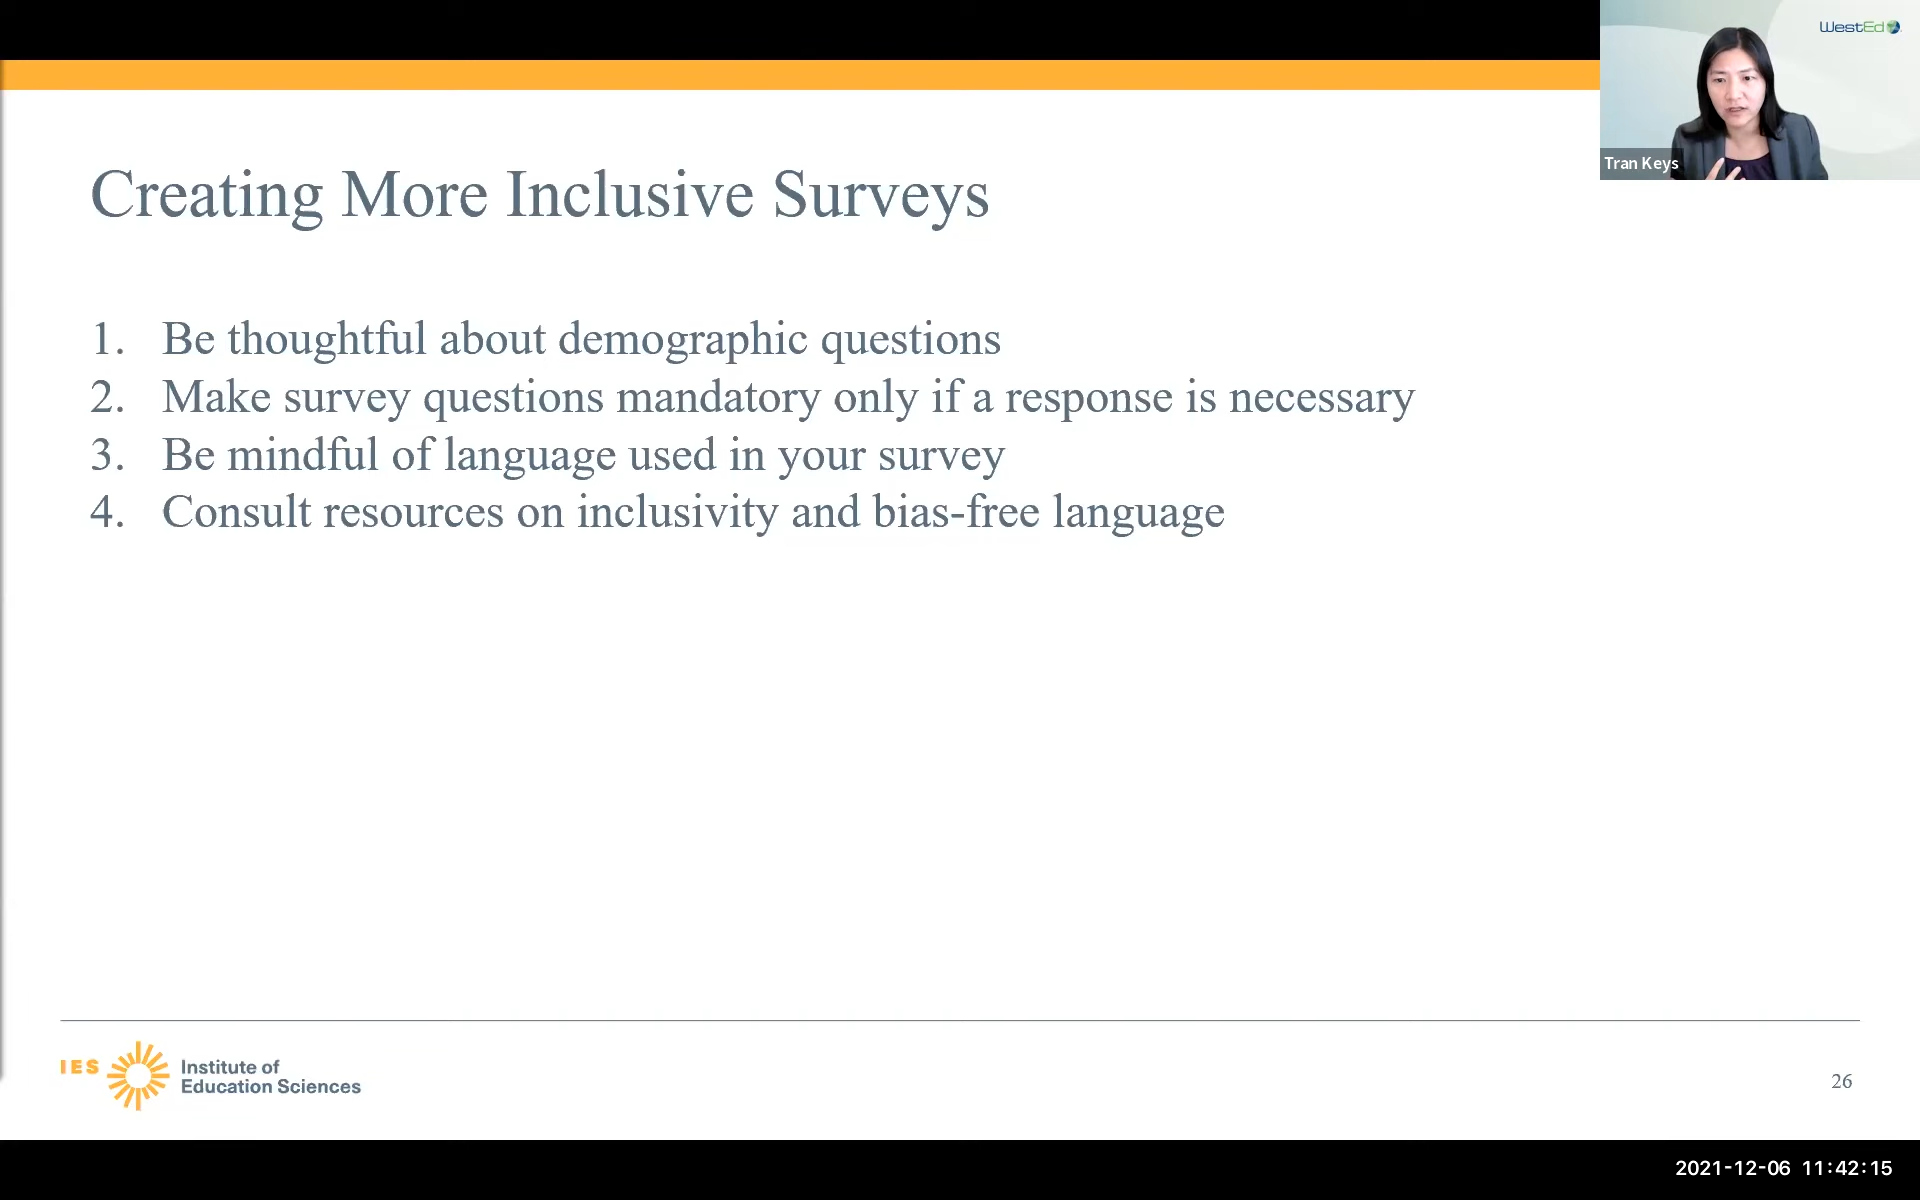 WestEd
Tran Keys
Creating More Inclusive Surveys
1. Be thoughtful about demographic questions
2. Make survey questions mandatory only if a response is necessary
3. Be mindful of language used in your survey
4. Consult resources on inclusivity and bias-free language
IES
Institute of
Education Sciences
26
2021-12-06 11:42:15